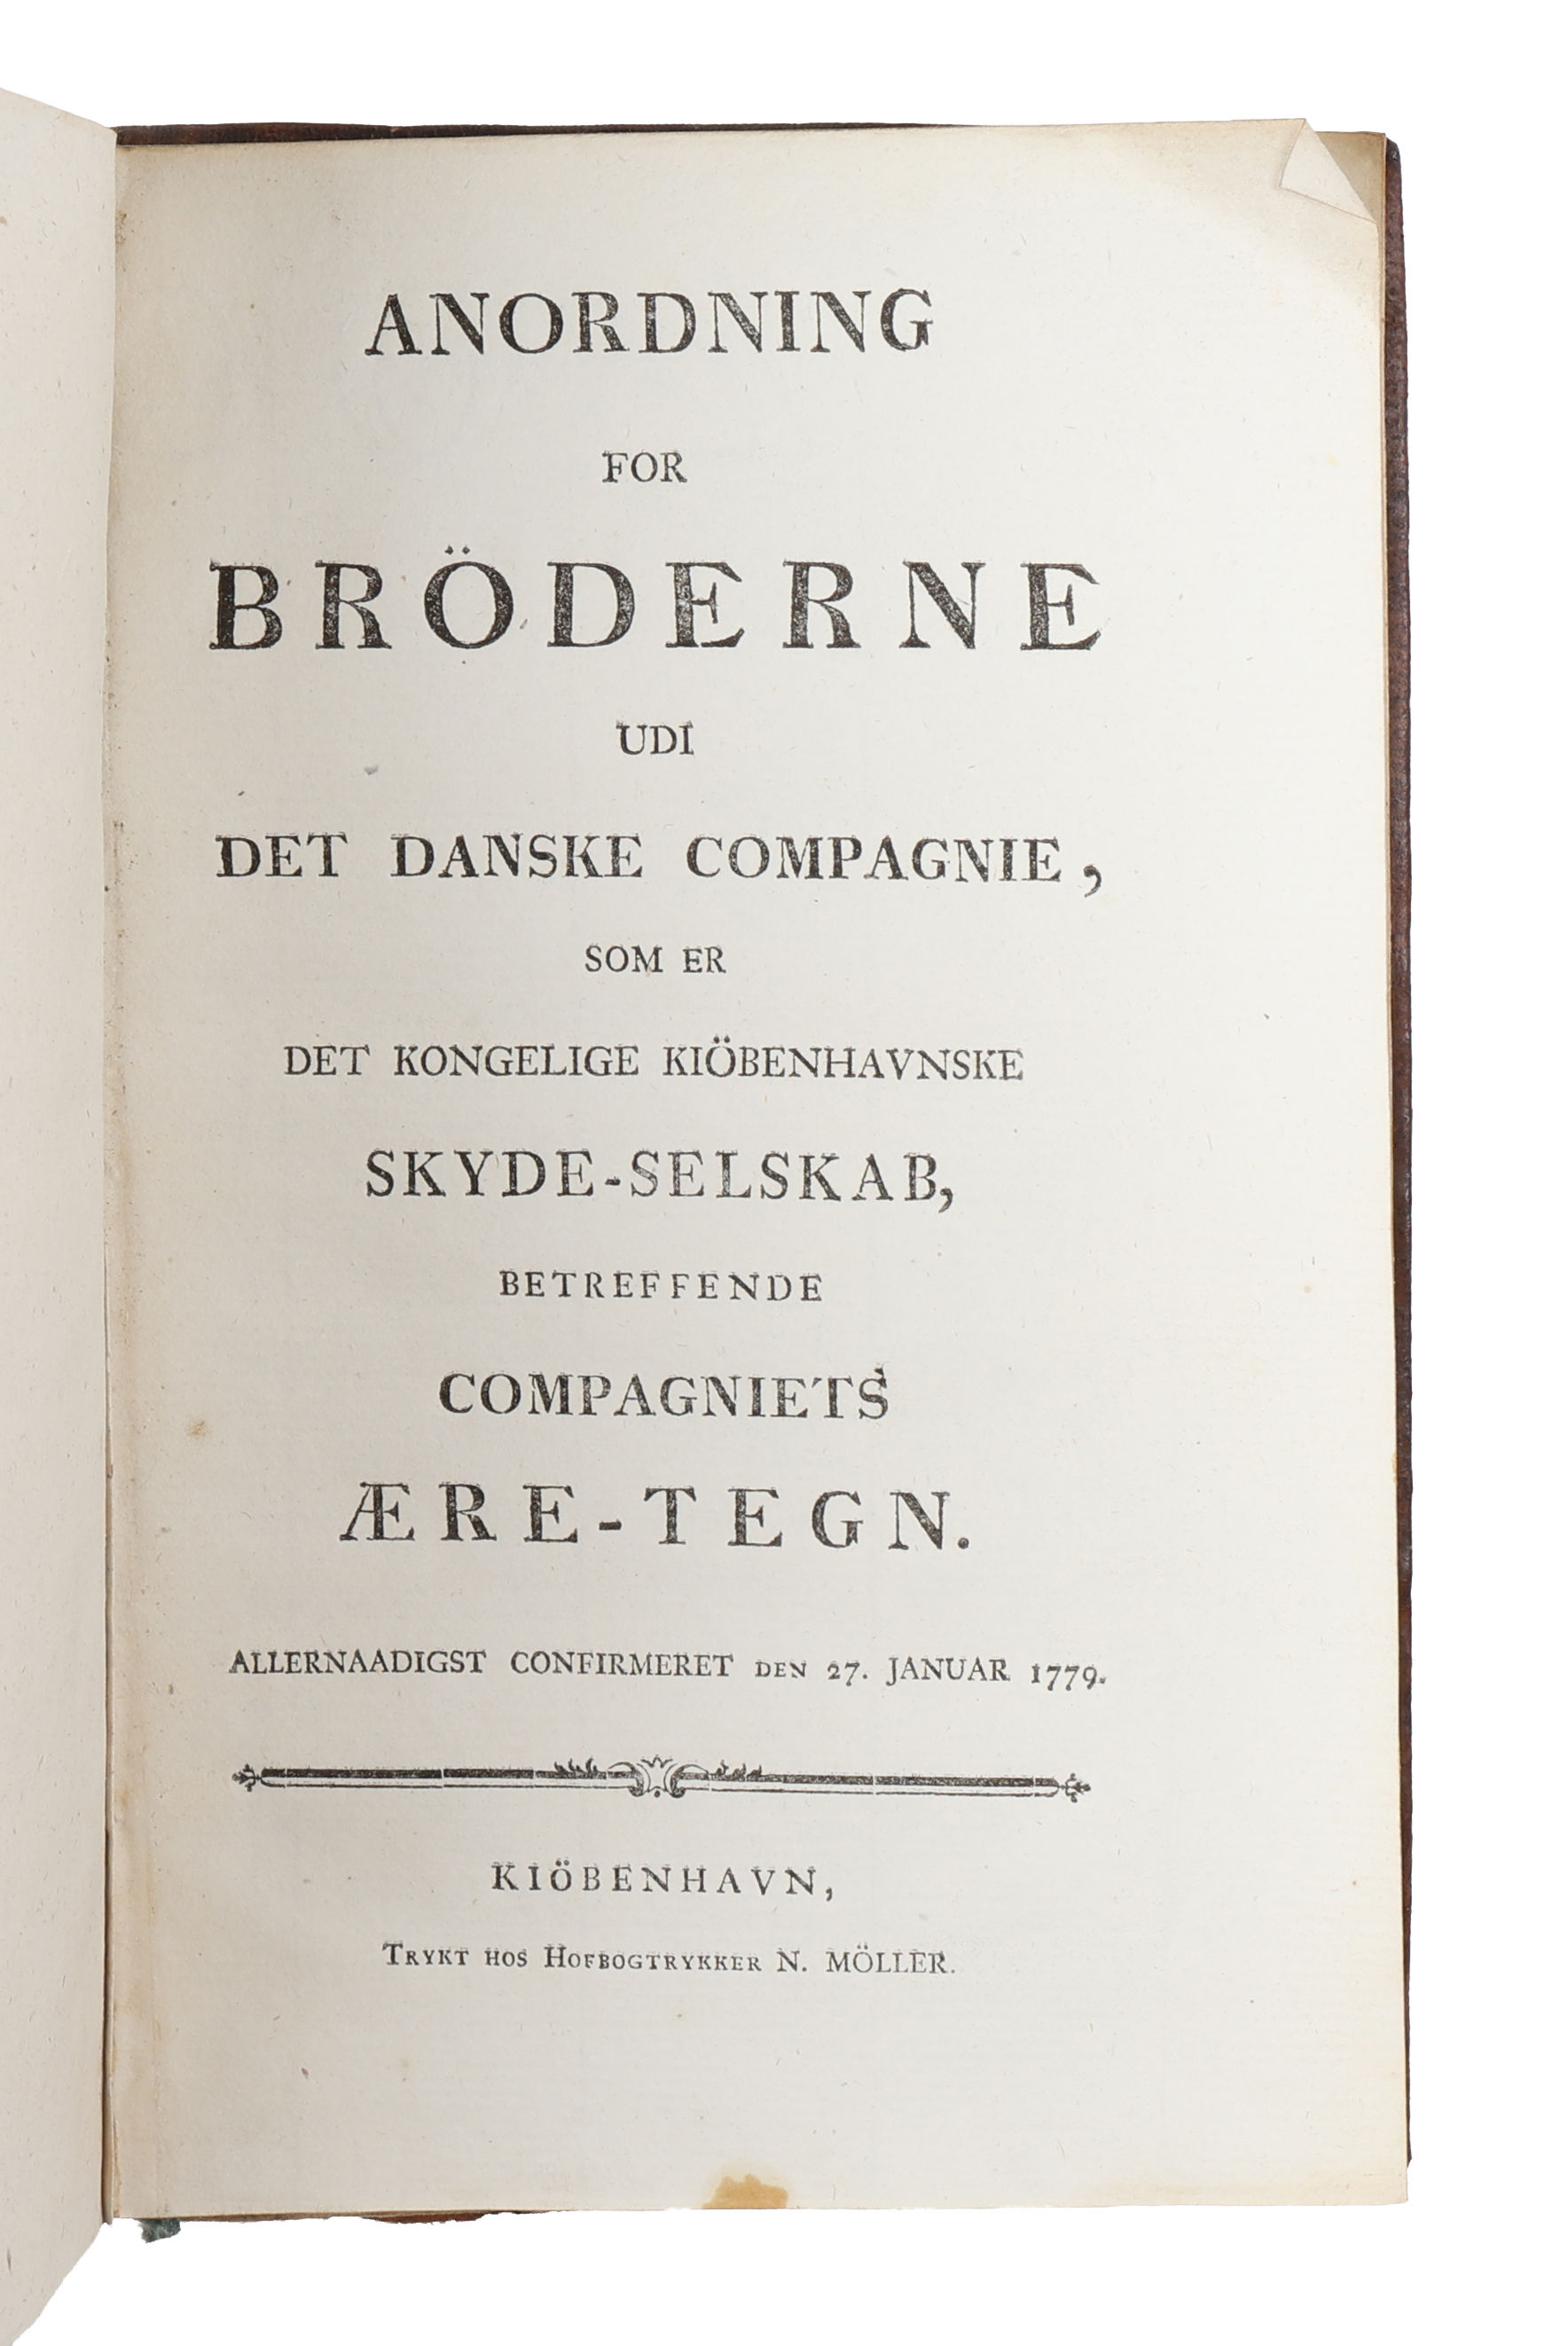 ANORDNING
FOR
BRÖDERNE
UDI
DET DANSKE COMPAGNIE,
SOM ER
DET KONGELIGE KIÖBENHAVNSKE
SKYDE-SELSKAB,
BETREFFENDE
COMPAGNIETS
ÆRE-TEGN.
ALLERNAADIGST CONFIRMERET DEN 27. JANUAR 1779.
KIÖBENHAVN,
TRYKT HOS HOFBOGTRYKKER N. MÖLLER.